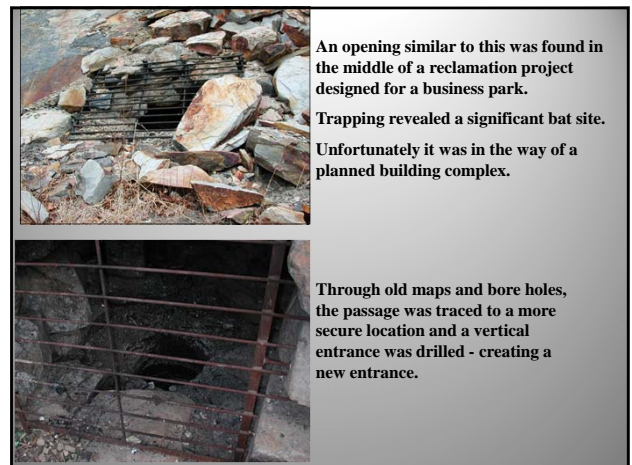 An opening similar to this was found in
the middle of a reclamation project
designed for a business park.
Trapping revealed a significant bat site.
Unfortunately it was in the way of a
planned building complex.
Through old maps and bore holes,
the passage was traced to a more
secure location and a vertical
entrance was drilled - creating a
new entrance.